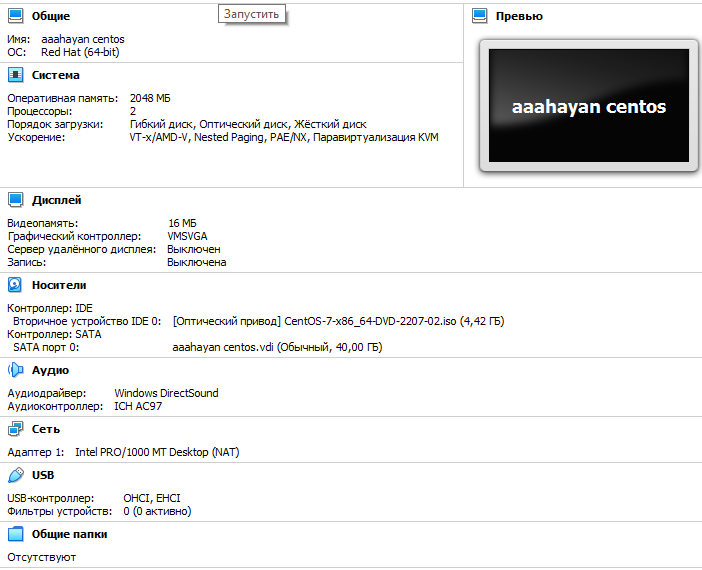 Запустить
Общие
Имя: aaahayan centos
ОС: Red Hat (64-bit)
Превью
aaahayan centos
Система
Оперативная память: 2048 МБ
Процессоры: 2
Порядок загрузки: Гибкий диск, Оптический диск, Жёсткий диск
Ускорение: VT-x/AMD-V, Nested Paging, PAE/NX, Паравиртуализация KVM
Дисплей
Видеопамять: 16 МБ
Графический контроллер: VMSVGA
Сервер удалённого дисплея: Выключен
Запись: Выключена
Носители
Контроллер: IDE
Вторичное устройство IDE 0: [Оптический привод] CentOS-7-x86_64-DVD-2207-02.iso (4,42 ГБ)
Контроллер: SATA
SATA порт 0: aaahayan centos.vdi (Обычный, 40,00 ГБ)
Аудио
Аудиодрайвер: Windows DirectSound
Аудиоконтроллер: ICH AC97
Сеть
Адаптер 1: Intel PRO/1000 MT Desktop (NAT)
USB
USB-контроллер: OHCI, EHCI
Фильтры устройств: 0 (0 активно)
Общие папки
Отсутствуют